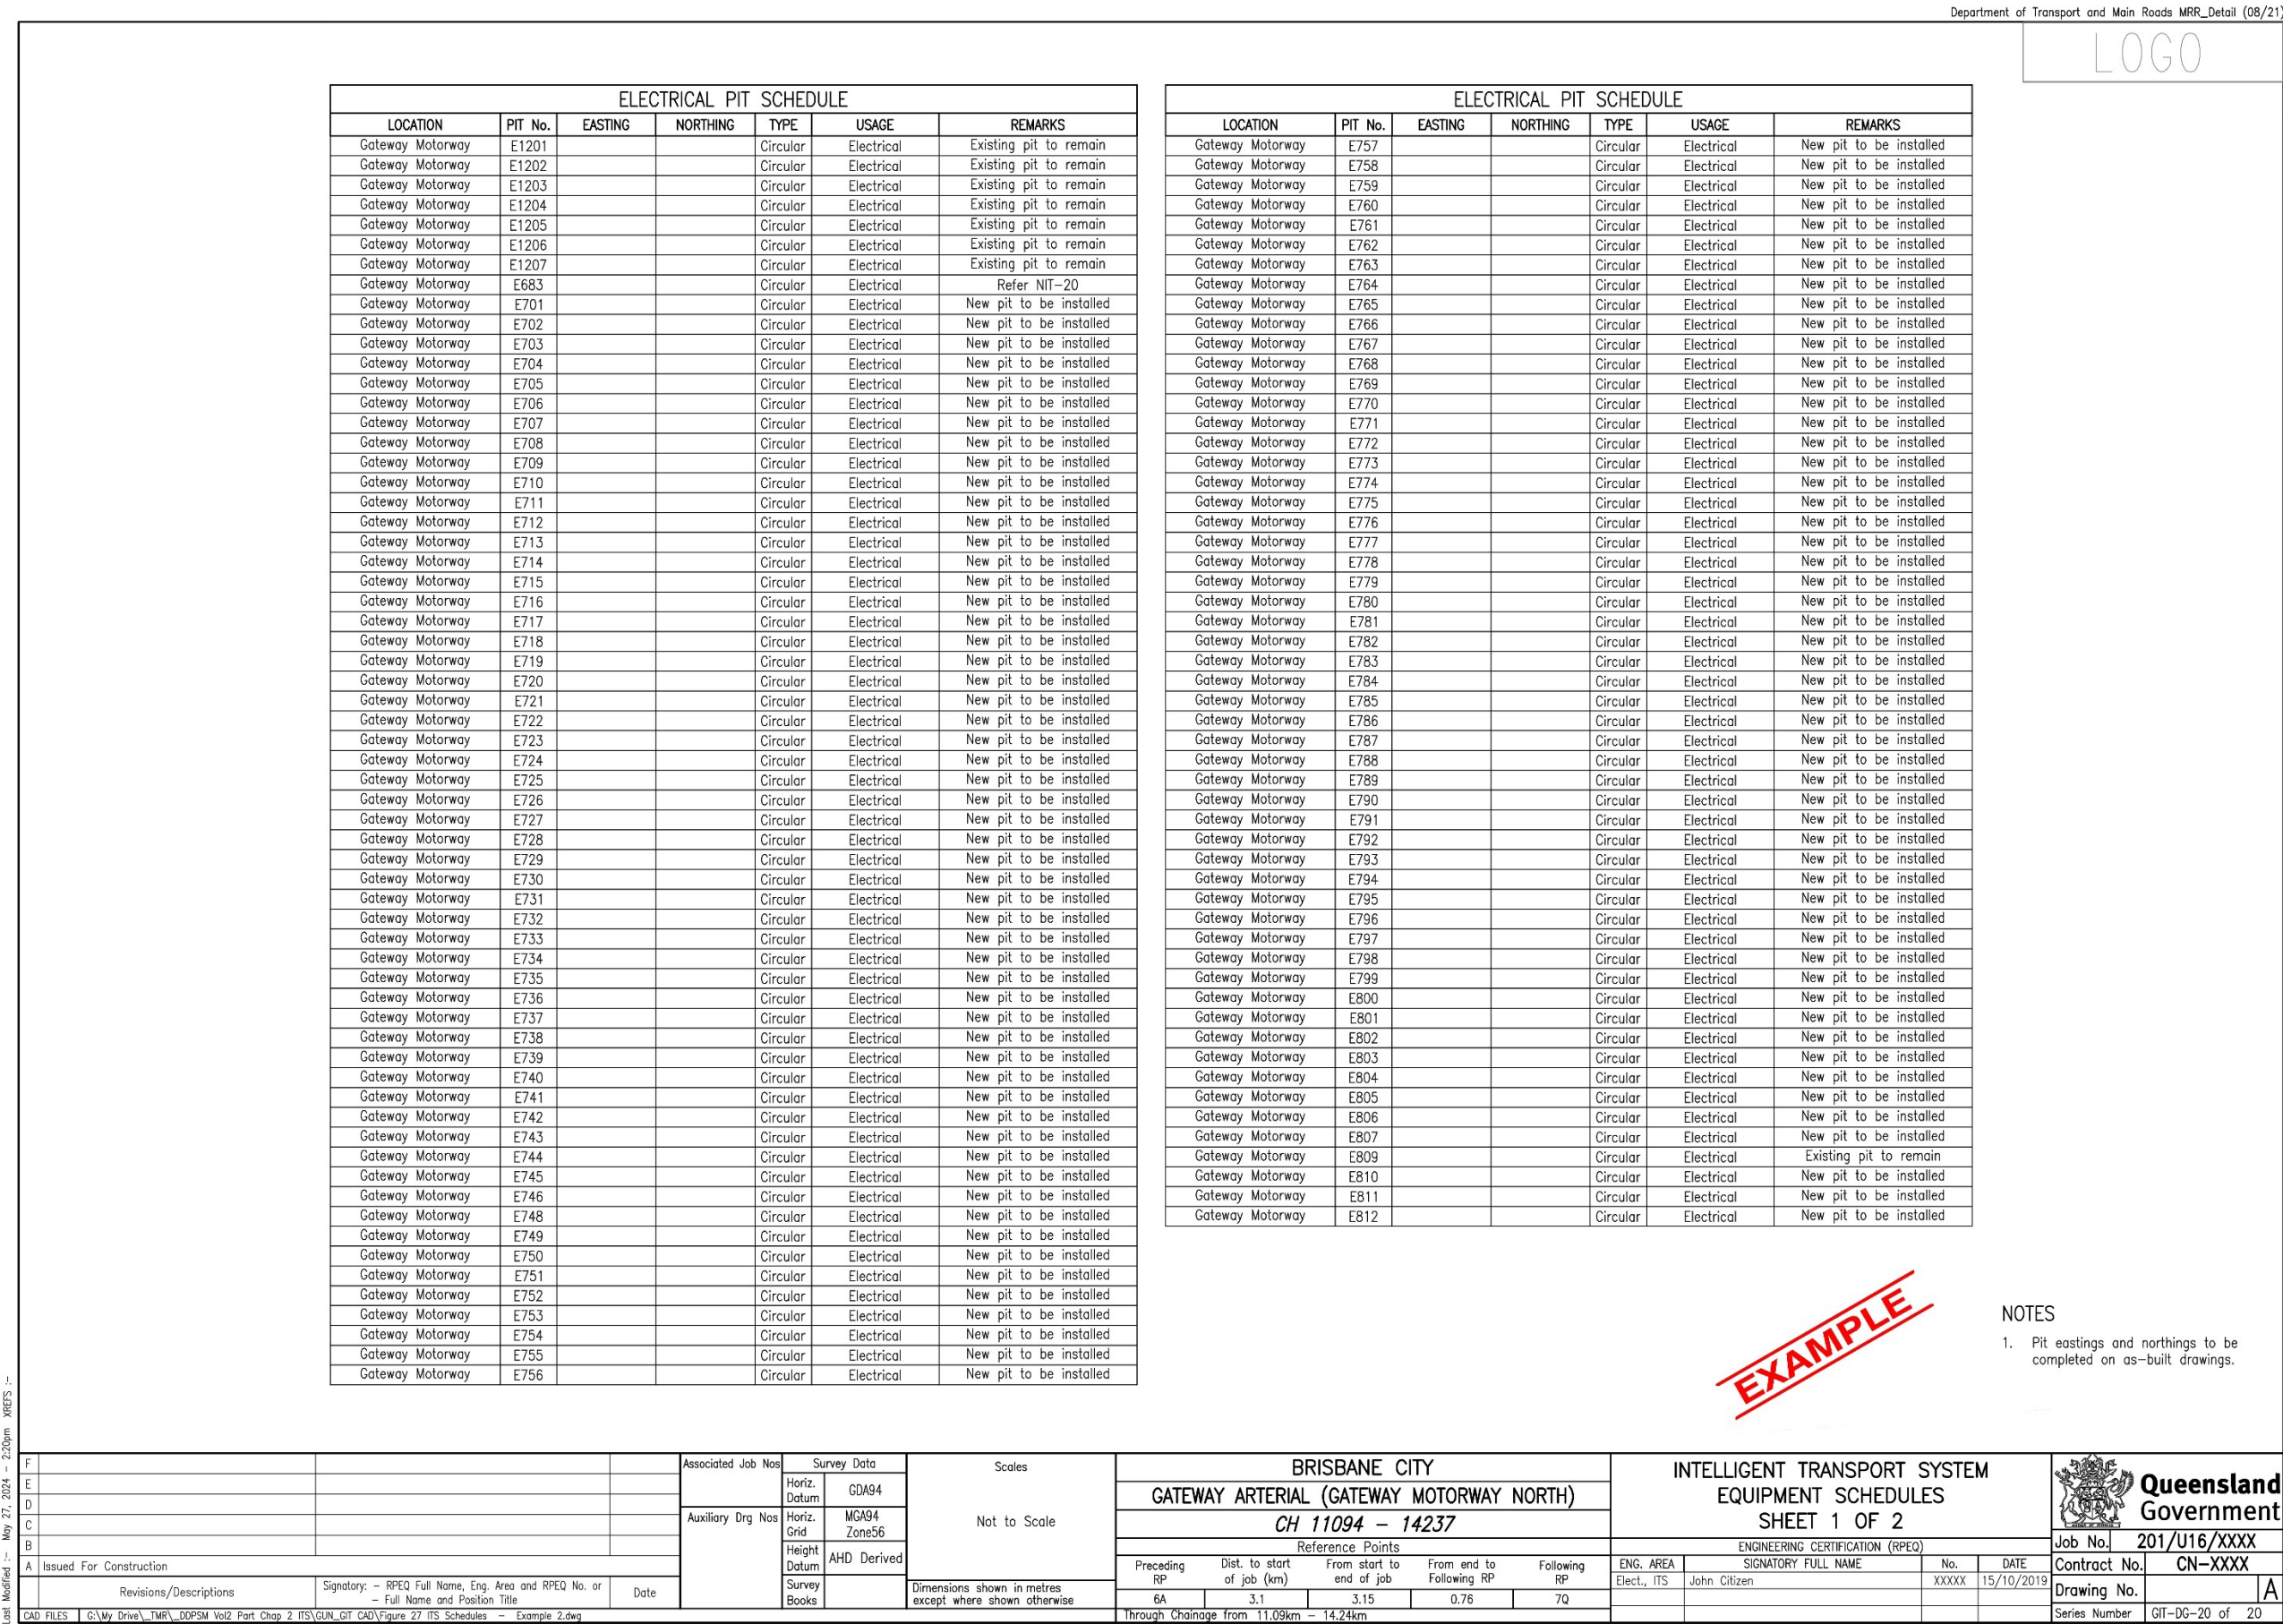 Department of Transport and Main Roads MRR_Detail (08/21)
LOGO
ELECTRICAL PIT SCHEDULE
LOCATION PIT No. EASTING NORTHING TYPE USAGE REMARKS
Gateway Motorway E1201 Circular Electrical Existing pit to remain
Gateway Motorway E1202 Circular Electrical Existing pit to remain
Gateway Motorway E1203 Circular Electrical Existing pit to remain
Gateway Motorway E1204 Circular Electrical Existing pit to remain
Gateway Motorway E1205 Circular Electrical Existing pit to remain
Gateway Motorway E1206 Circular Electrical Existing pit to remain
Gateway Motorway E1207 Circular Electrical Existing pit to remain
Gateway Motorway E683 Circular Electrical Refer NIT-20
Gateway Motorway E701 Circular Electrical New pit to be installed
Gateway Motorway E702 Circular Electrical New pit to be installed
Gateway Motorway E703 Circular Electrical New pit to be installed
Gateway Motorway E704 Circular Electrical New pit to be installed
Gateway Motorway E705 Circular Electrical New pit to be installed
Gateway Motorway E706 Circular Electrical New pit to be installed
Gateway Motorway E707 Circular Electrical New pit to be installed
Gateway Motorway E708 Circular Electrical New pit to be installed
Gateway Motorway E709 Circular Electrical New pit to be installed
Gateway Motorway E710 Circular Electrical New pit to be installed
Gateway Motorway E711 Circular Electrical New pit to be installed
Gateway Motorway E712 Circular Electrical New pit to be installed
Gateway Motorway E713 Circular Electrical New pit to be installed
Gateway Motorway E714 Circular Electrical New pit to be installed
Gateway Motorway E715 Circular Electrical New pit to be installed
Gateway Motorway E716 Circular Electrical New pit to be installed
Gateway Motorway E717 Circular Electrical New pit to be installed
Gateway Motorway E718 Circular Electrical New pit to be installed
Gateway Motorway E719 Circular Electrical New pit to be installed
Gateway Motorway E720 Circular Electrical New pit to be installed
Gateway Motorway E721 Circular Electrical New pit to be installed
Gateway Motorway E722 Circular Electrical New pit to be installed
Gateway Motorway E723 Circular Electrical New pit to be installed
Gateway Motorway E724 Circular Electrical New pit to be installed
Gateway Motorway E725 Circular Electrical New pit to be installed
Gateway Motorway E726 Circular Electrical New pit to be installed
Gateway Motorway E727 Circular Electrical New pit to be installed
Gateway Motorway E728 Circular Electrical New pit to be installed
Gateway Motorway E729 Circular Electrical New pit to be installed
Gateway Motorway E730 Circular Electrical New pit to be installed
Gateway Motorway E731 Circular Electrical New pit to be installed
Gateway Motorway E732 Circular Electrical New pit to be installed
Gateway Motorway E733 Circular Electrical New pit to be installed
Gateway Motorway E734 Circular Electrical New pit to be installed
Gateway Motorway E735 Circular Electrical New pit to be installed
Gateway Motorway E736 Circular Electrical New pit to be installed
Gateway Motorway E737 Circular Electrical New pit to be installed
Gateway Motorway E738 Circular Electrical New pit to be installed
Gateway Motorway E739 Circular Electrical New pit to be installed
Gateway Motorway E740 Circular Electrical New pit to be installed
Gateway Motorway E741 Circular Electrical New pit to be installed
Gateway Motorway E742 Circular Electrical New pit to be installed
Gateway Motorway E743 Circular Electrical New pit to be installed
Gateway Motorway E744 Circular Electrical New pit to be installed
Gateway Motorway E745 Circular Electrical New pit to be installed
Gateway Motorway E746 Circular Electrical New pit to be installed
Gateway Motorway E748 Circular Electrical New pit to be installed
Gateway Motorway E749 Circular Electrical New pit to be installed
Gateway Motorway E750 Circular Electrical New pit to be installed
Gateway Motorway E751 Circular Electrical New pit to be installed
Gateway Motorway E752 Circular Electrical New pit to be installed
Gateway Motorway E753 Circular Electrical New pit to be installed
Gateway Motorway E754 Circular Electrical New pit to be installed
Gateway Motorway E755 Circular Electrical New pit to be installed
Gateway Motorway E756 Circular Electrical New pit to be installed
ELECTRICAL PIT SCHEDULE
LOCATION PIT No. EASTING NORTHING TYPE USAGE REMARKS
Gateway Motorway E757 Circular Electrical New pit to be installed
Gateway Motorway E758 Circular Electrical New pit to be installed
Gateway Motorway E759 Circular Electrical New pit to be installed
Gateway Motorway E760 Circular Electrical New pit to be installed
Gateway Motorway E761 Circular Electrical New pit to be installed
Gateway Motorway E762 Circular Electrical New pit to be installed
Gateway Motorway E763 Circular Electrical New pit to be installed
Gateway Motorway E764 Circular Electrical New pit to be installed
Gateway Motorway E765 Circular Electrical New pit to be installed
Gateway Motorway E766 Circular Electrical New pit to be installed
Gateway Motorway E767 Circular Electrical New pit to be installed
Gateway Motorway E768 Circular Electrical New pit to be installed
Gateway Motorway E769 Circular Electrical New pit to be installed
Gateway Motorway E770 Circular Electrical New pit to be installed
Gateway Motorway E771 Circular Electrical New pit to be installed
Gateway Motorway E772 Circular Electrical New pit to be installed
Gateway Motorway E773 Circular Electrical New pit to be installed
Gateway Motorway E774 Circular Electrical New pit to be installed
Gateway Motorway E775 Circular Electrical New pit to be installed
Gateway Motorway E776 Circular Electrical New pit to be installed
Gateway Motorway E777 Circular Electrical New pit to be installed
Gateway Motorway E778 Circular Electrical New pit to be installed
Gateway Motorway E779 Circular Electrical New pit to be installed
Gateway Motorway E780 Circular Electrical New pit to be installed
Gateway Motorway E781 Circular Electrical New pit to be installed
Gateway Motorway E782 Circular Electrical New pit to be installed
Gateway Motorway E783 Circular Electrical New pit to be installed
Gateway Motorway E784 Circular Electrical New pit to be installed
Gateway Motorway E785 Circular Electrical New pit to be installed
Gateway Motorway E786 Circular Electrical New pit to be installed
Gateway Motorway E787 Circular Electrical New pit to be installed
Gateway Motorway E788 Circular Electrical New pit to be installed
Gateway Motorway E789 Circular Electrical New pit to be installed
Gateway Motorway E790 Circular Electrical New pit to be installed
Gateway Motorway E791 Circular Electrical New pit to be installed
Gateway Motorway E792 Circular Electrical New pit to be installed
Gateway Motorway E793 Circular Electrical New pit to be installed
Gateway Motorway E794 Circular Electrical New pit to be installed
Gateway Motorway E795 Circular Electrical New pit to be installed
Gateway Motorway E796 Circular Electrical New pit to be installed
Gateway Motorway E797 Circular Electrical New pit to be installed
Gateway Motorway E798 Circular Electrical New pit to be installed
Gateway Motorway E799 Circular Electrical New pit to be installed
Gateway Motorway E800 Circular Electrical New pit to be installed
Gateway Motorway E801 Circular Electrical New pit to be installed
Gateway Motorway E802 Circular Electrical New pit to be installed
Gateway Motorway E803 Circular Electrical New pit to be installed
Gateway Motorway E804 Circular Electrical New pit to be installed
Gateway Motorway E805 Circular Electrical New pit to be installed
Gateway Motorway E806 Circular Electrical New pit to be installed
Gateway Motorway E807 Circular Electrical New pit to be installed
Gateway Motorway E809 Circular Electrical Existing pit to remain
Gateway Motorway E810 Circular Electrical New pit to be installed
Gateway Motorway E811 Circular Electrical New pit to be installed
Gateway Motorway E812 Circular Electrical New pit to be installed
EXAMPLE
NOTES
1. Pit eastings and northings to be
completed on as-built drawings.
Last Modified :- May 27, 2024 - 2:20pm XREFS :-
F
E
D
C
B
A Issued For Construction
Revisions/Descriptions
Signatory: - RPEQ Full Name, Eng. Area and RPEQ No. or
- Full Name and Position Title
Date
CAD FILES G:\My Drive\_TMR\_DDPSM Vol2 Part Chap 2 ITS\GUN_GIT CAD\Figure 27 ITS Schedules - Example 2.dwg
Associated Job Nos
Auxiliary Drg Nos
Survey Data
Horiz. Datum GDA94
Horiz. Grid MGA94 Zone56
Height Datum AHD Derived
Survey Books
Scales
Not to Scale
Dimensions shown in metres
except where shown otherwise
BRISBANE CITY
GATEWAY ARTERIAL (GATEWAY MOTORWAY NORTH)
CH 11094 - 14237
Reference Points
Preceding RP Dist. to start of job (km) From start to end of job From end to Following RP Following RP
6A 3.1 3.15 0.76 7Q
Through Chainage from 11.09km - 14.24km
INTELLIGENT TRANSPORT SYSTEM
EQUIPMENT SCHEDULES
SHEET 1 OF 2
ENGINEERING CERTIFICATION (RPEQ)
ENG. AREA SIGNATORY FULL NAME No. DATE
Elect., ITS John Citizen XXXXX 15/10/2019
Queensland
Government
Job No. 201/U16/XXXX
Contract No. CN-XXXX
Drawing No. A
Series Number GIT-DG-20 of 20